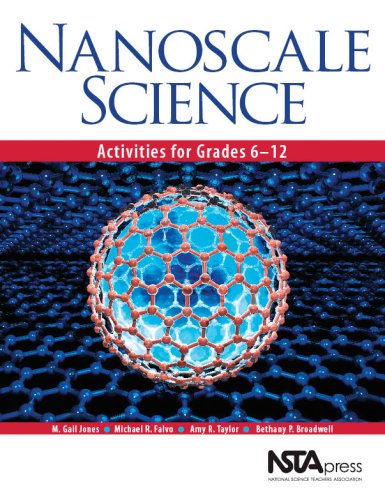 NANOSCALE
SCIENCE
Activities for Grades 6–12
M. Gail Jones • Michael R. Falvo • Amy R. Taylor • Bethany P. Broadwell
NSTApress
NATIONAL SCIENCE TEACHERS ASSOCIATION